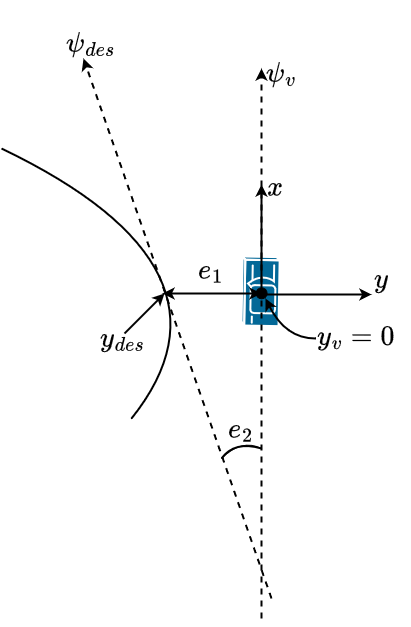 ψ_des
ψ_v
x
e_1
y
y_des
y_v = 0
e_2